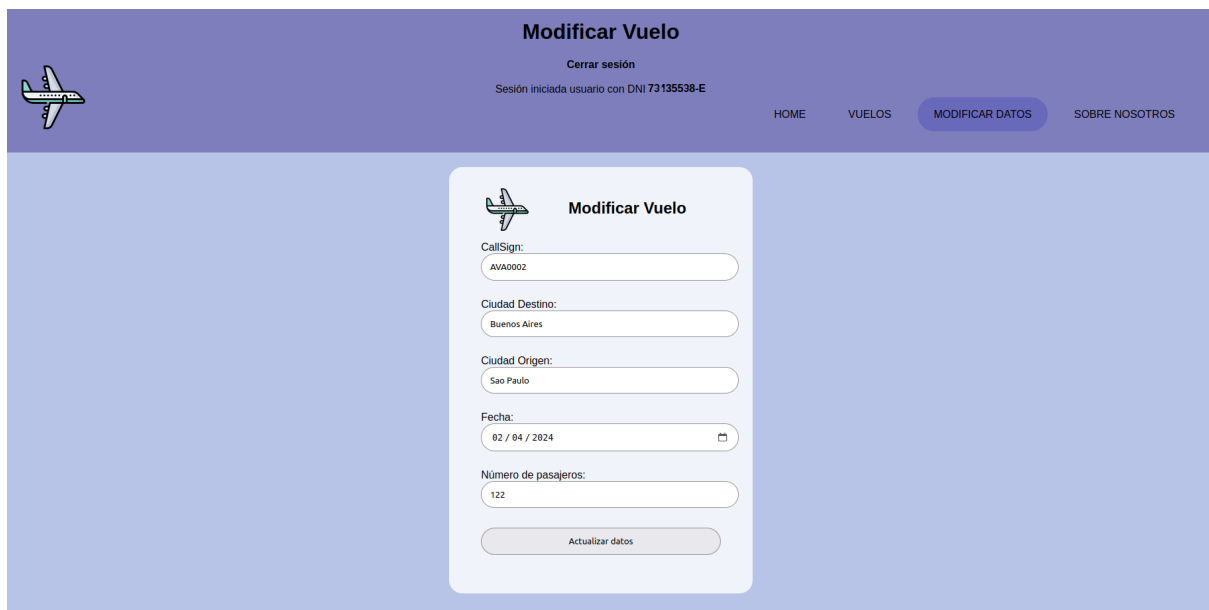 Modificar Vuelo
Cerrar sesión
Sesión iniciada usuario con DNI 73135538-E
HOME VUELOS MODIFICAR DATOS SOBRE NOSOTROS
Modificar Vuelo
CallSign:
AVA0002
Ciudad Destino:
Buenos Aires
Ciudad Origen:
Sao Paulo
Fecha:
02 / 04 / 2024
Número de pasajeros:
122
Actualizar datos